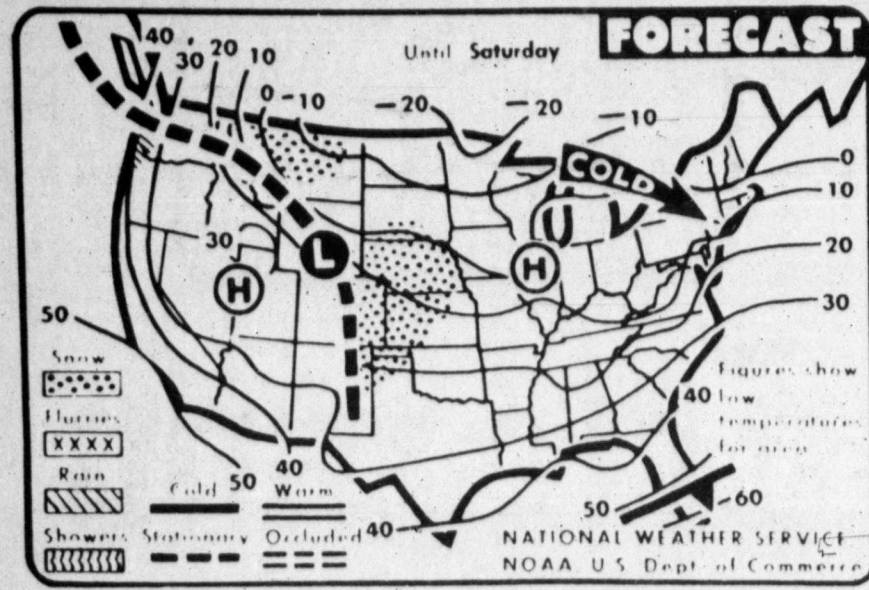 FORECAST
Until Saturday
40 30 20 10 0 -10 -20 -20 -10
0
10
20
30
COLD
30
L
H
H
50
Snow
Flurries
Rain
Showers
Cold
Warm
Stationary
Occluded
50
40
40
40
50
60
Figures show
low
temperatures
for area
NATIONAL WEATHER SERVICE
NOAA, U.S. Dept. of Commerce